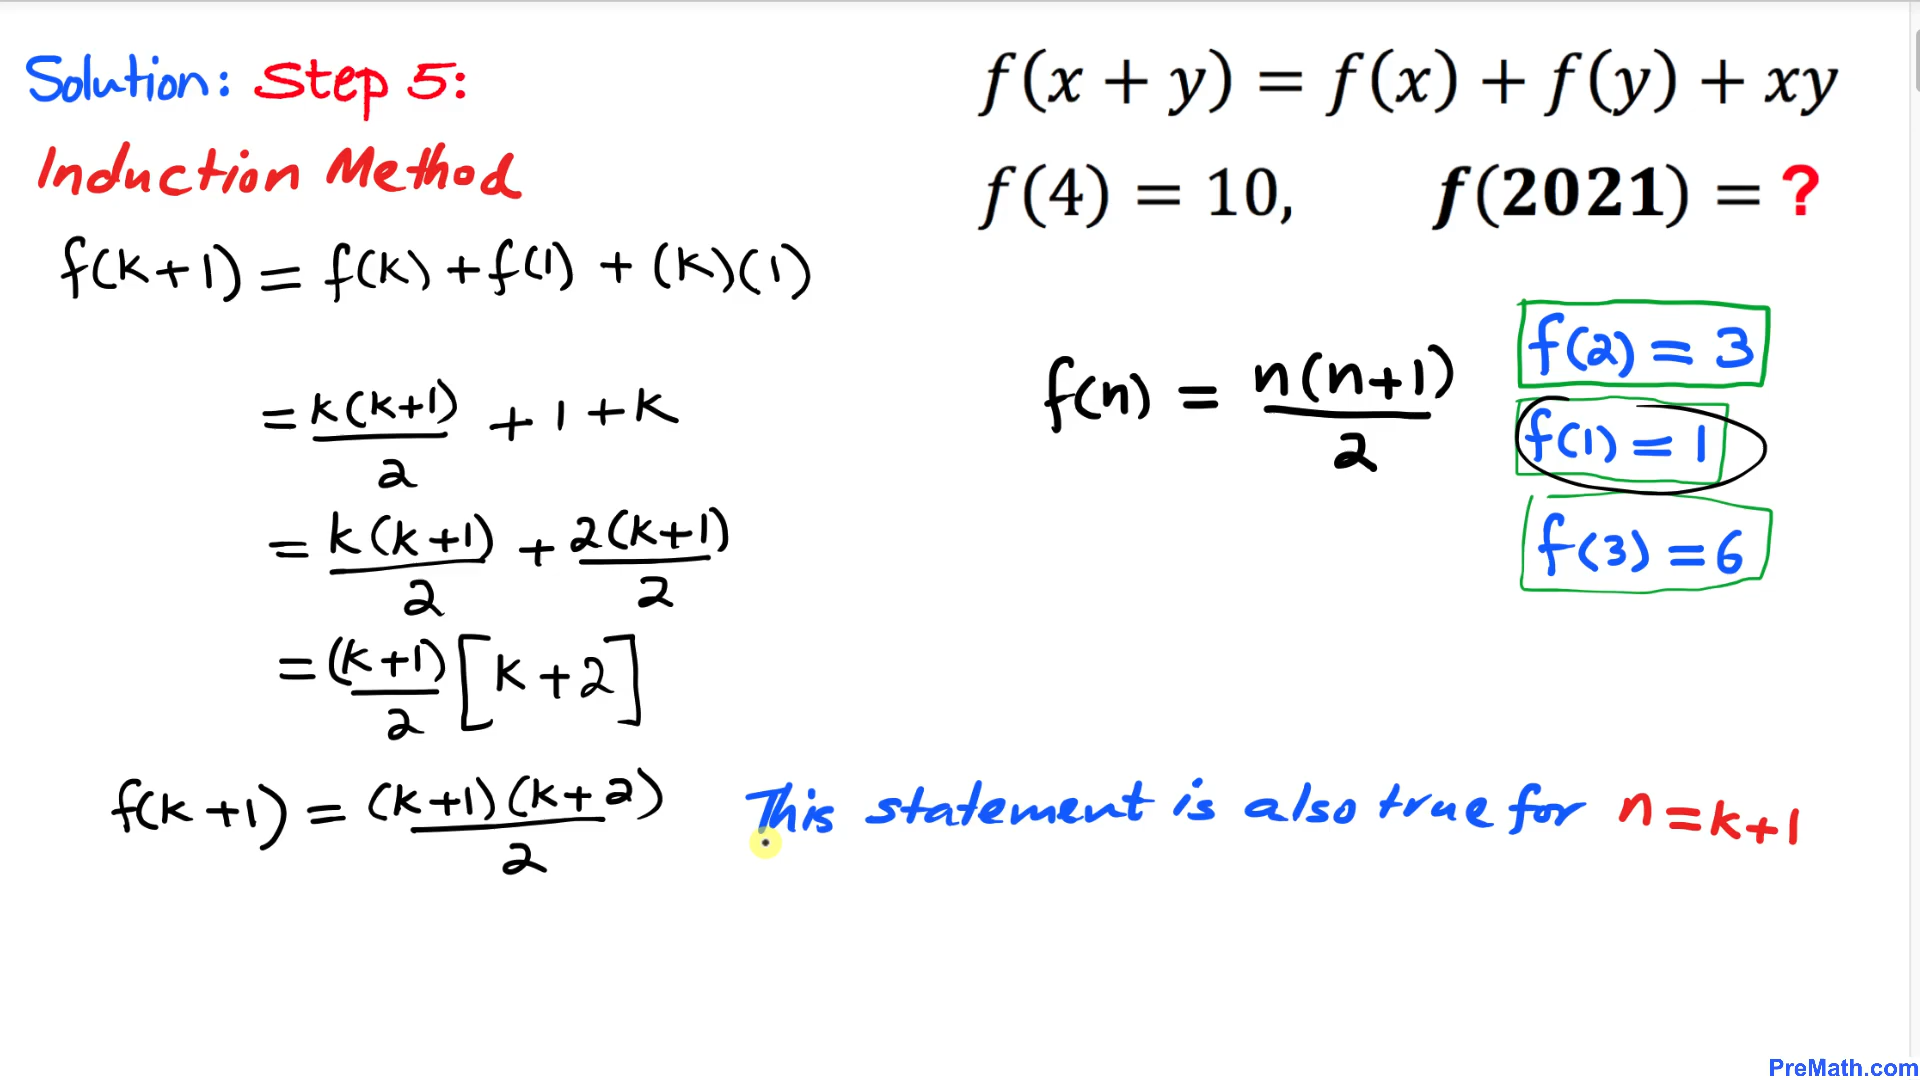 Solution: Step 5:
Induction Method
f(k+1) = f(k) + f(1) + (k)(1)
= k(k+1)/2 + 1 + k
= k(k+1)/2 + 2(k+1)/2
= (k+1)/2 [k+2]
f(k+1) = (k+1)(k+2)/2
This statement is also true for n = k+1
f(x + y) = f(x) + f(y) + xy
f(4) = 10, f(2021) = ?
f(n) = n(n+1)/2
f(2) = 3
f(1) = 1
f(3) = 6
PreMath.com